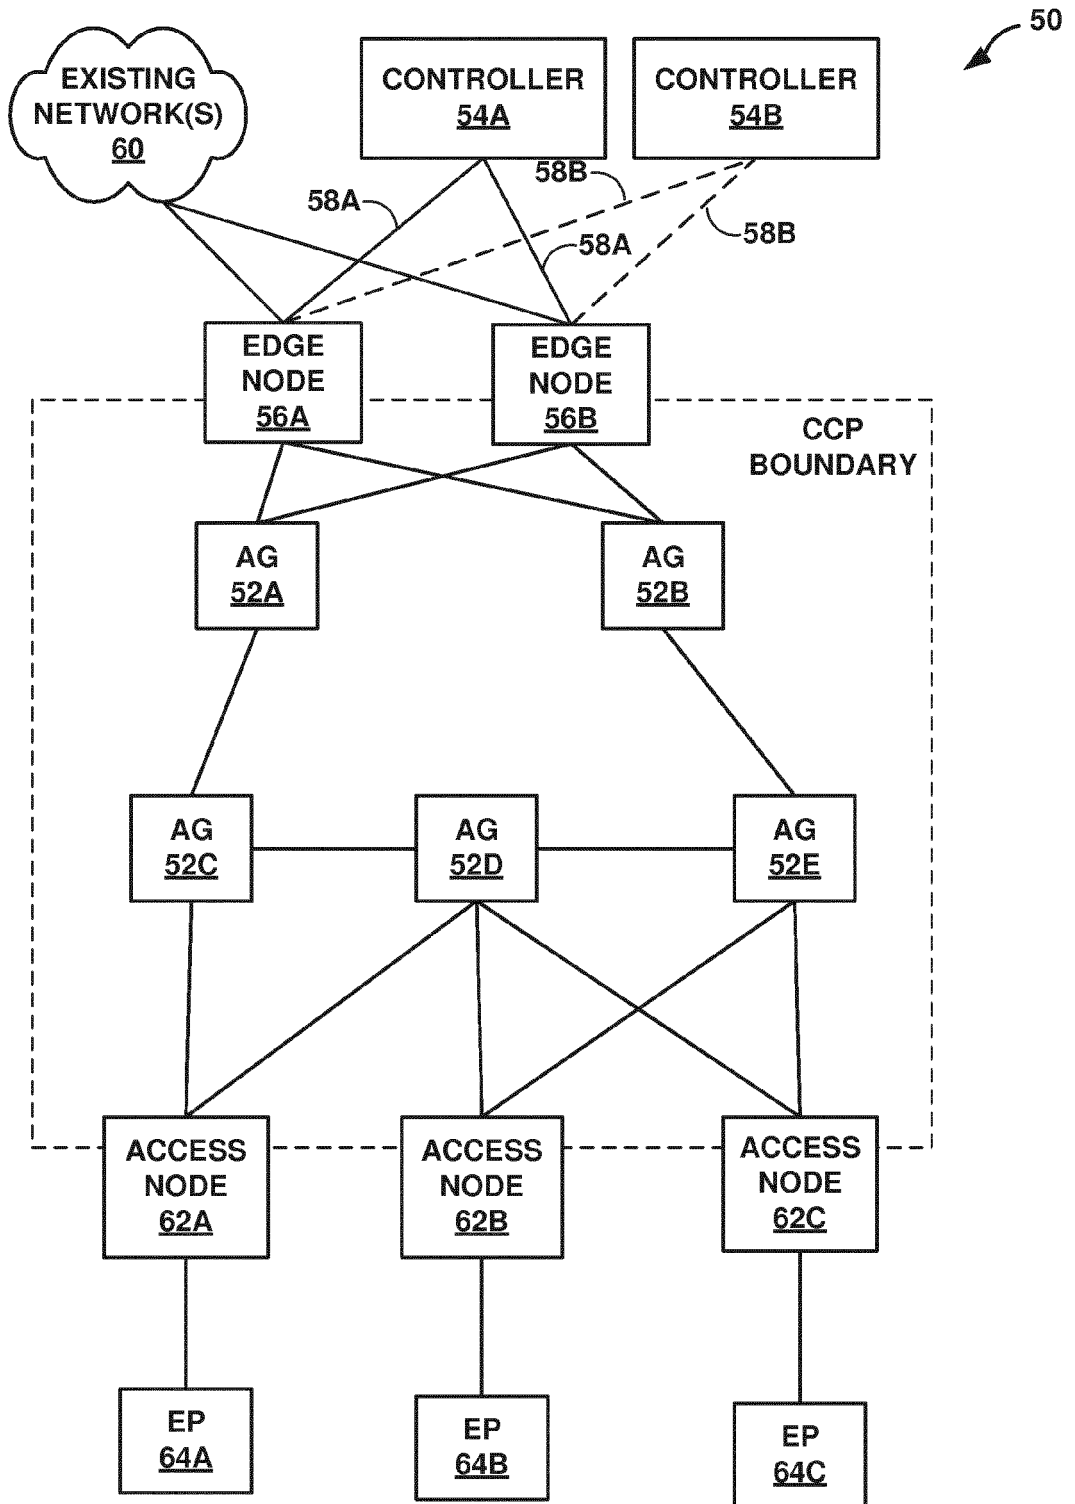 50
EXISTING
NETWORK(S)
60
CONTROLLER
54A
CONTROLLER
54B
58A
58B
58A
58B
EDGE
NODE
56A
EDGE
NODE
56B
CCP
BOUNDARY
AG
52A
AG
52B
AG
52C
AG
52D
AG
52E
ACCESS
NODE
62A
ACCESS
NODE
62B
ACCESS
NODE
62C
EP
64A
EP
64B
EP
64C